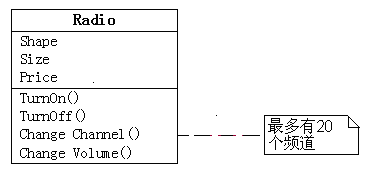 Radio
Shape
Size
Price
TurnOn()
TurnOff()
Change Channel()
Change Volume()
最多有20
个频道